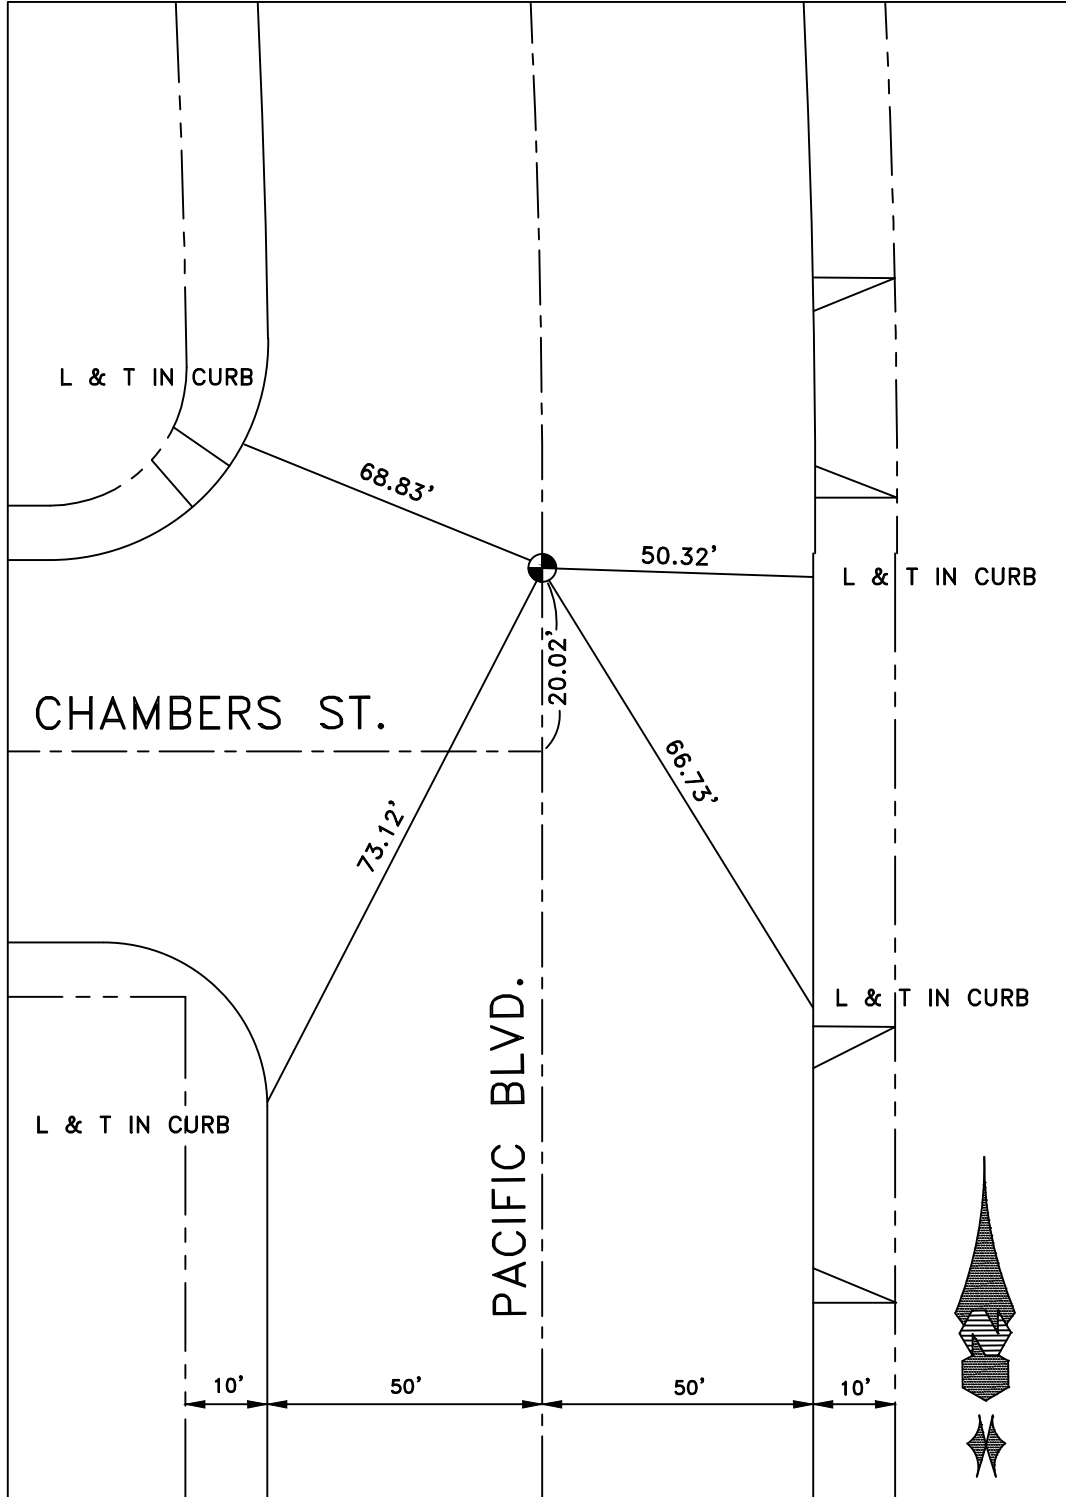 L & T IN CURB
68.83'
50.32'
L & T IN CURB
20.02'
CHAMBERS ST.
66.73'
73.12'
L & T IN CURB
PACIFIC BLVD.
L & T IN CURB
10'
50'
50'
10'
N